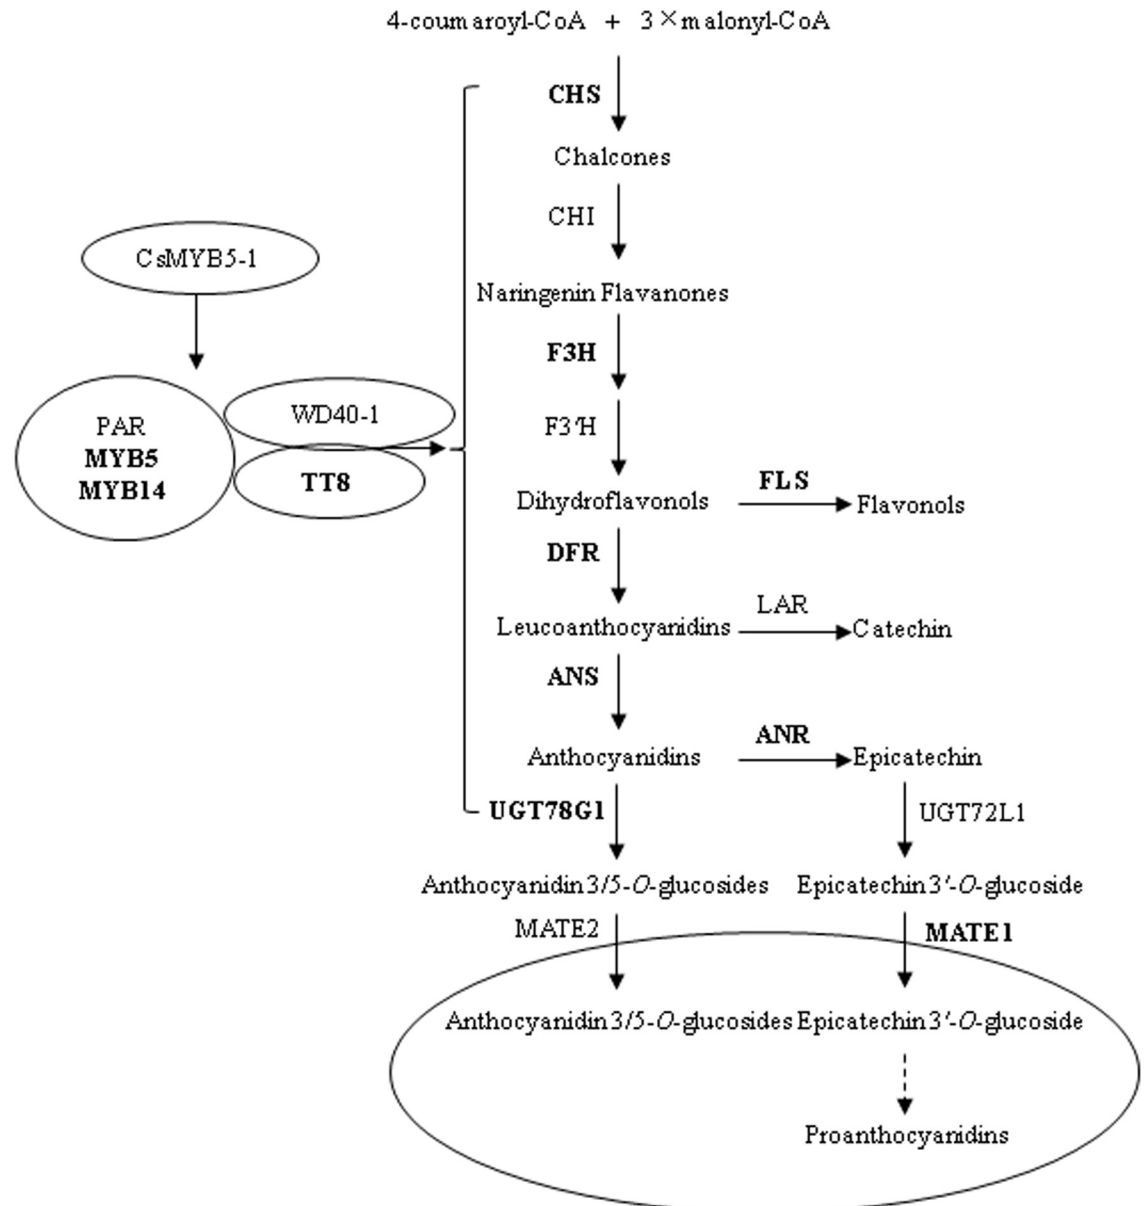 4-coumaroyl-CoA + 3×malonyl-CoA
CHS
Chalcones
CHI
CsMYB5-1
Naringenin Flavanones
F3H
PAR
MYB5
MYB14
WD40-1
TT8
F3'H
Dihydroflavonols
FLS
Flavonols
DFR
Leucoanthocyanidins
LAR
Catechin
ANS
Anthocyanidins
ANR
Epicatechin
UGT78G1
UGT72L1
Anthocyanidin 3/5-O-glucosides
Epicatechin 3'-O-glucoside
MATE2
MATE1
Anthocyanidin 3/5-O-glucosides
Epicatechin 3'-O-glucoside
Proanthocyanidins